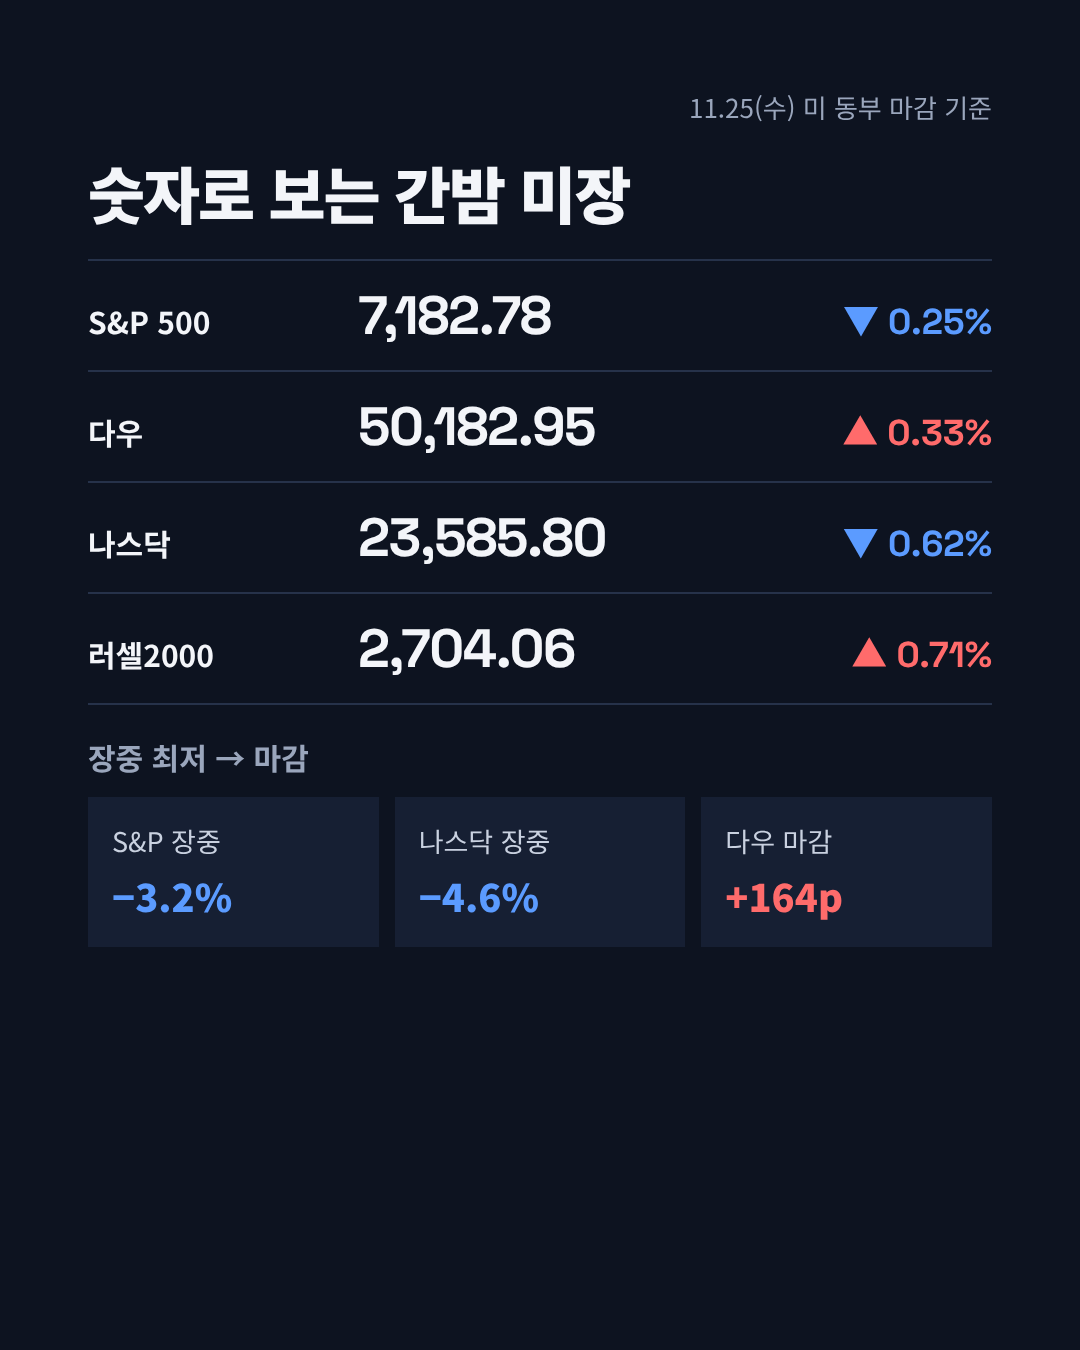 11.25(수) 미 동부 마감 기준
숫자로 보는 간밤 미장
S&P 500 7,182.78 ▼ 0.25%
다우 50,182.95 ▲ 0.33%
나스닥 23,585.80 ▼ 0.62%
러셀2000 2,704.06 ▲ 0.71%
장중 최저 → 마감
S&P 장중 나스닥 장중 다우 마감
−3.2% −4.6% +164p